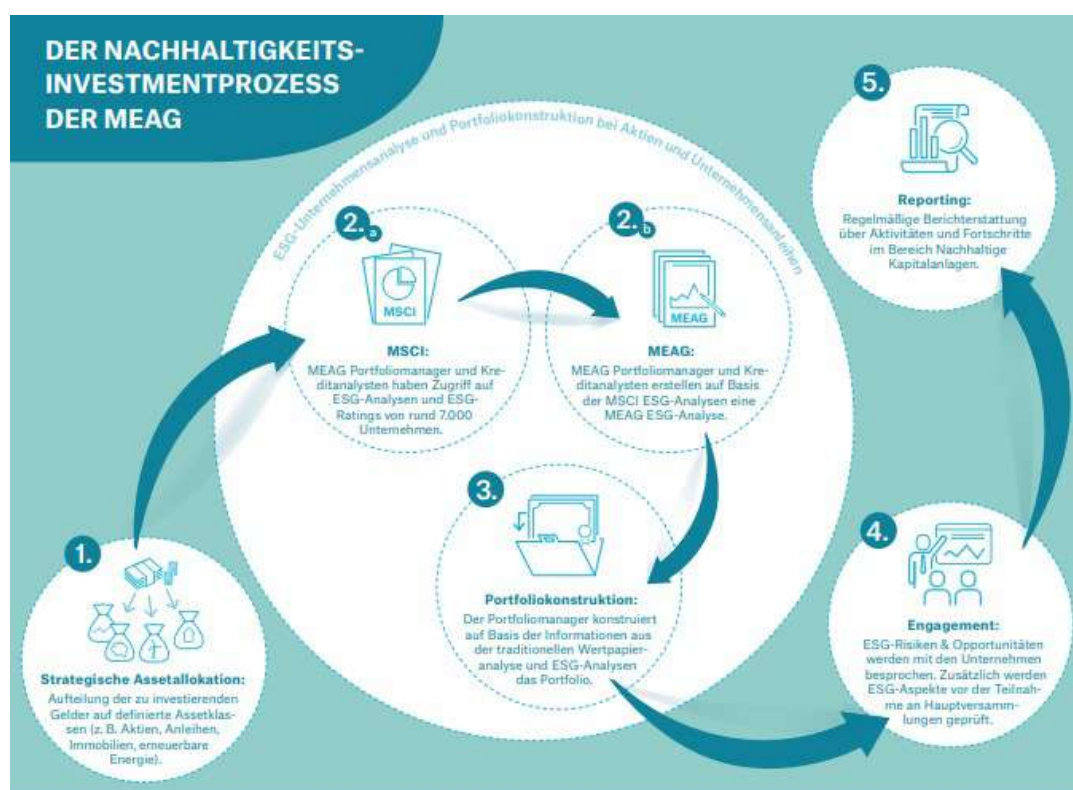 DER NACHHALTIGKEITS-
INVESTMENTPROZESS
DER MEAG
ESG-Unternehmensanalyse und Portfoliokonstruktion bei Aktien und Unternehmensanleihen
1.
Strategische Assetallokation:
Aufteilung der zu investierenden
Gelder auf definierte Assetklas-
sen (z. B. Aktien, Anleihen,
Immobilien, erneuerbare
Energie).
2.a
MSCI
MSCI:
MEAG Portfoliomanager und Kre-
ditanalysten haben Zugriff auf
ESG-Analysen und ESG-
Ratings von rund 7.000
Unternehmen.
2.b
MEAG
MEAG:
MEAG Portfoliomanager und Kre-
ditanalysten erstellen auf Basis
der MSCI ESG-Analysen eine
MEAG ESG-Analyse.
3.
Portfoliokonstruktion:
Der Portfoliomanager konstruiert
auf Basis der Informationen aus
der traditionellen Wertpapier-
analyse und ESG-Analysen
das Portfolio.
4.
Engagement:
ESG-Risiken & Opportunitäten
werden mit den Unternehmen
besprochen. Zusätzlich werden
ESG-Aspekte vor der Teilnah-
me an Hauptversamm-
lungen geprüft.
5.
Reporting:
Regelmäßige Berichterstattung
über Aktivitäten und Fortschritte
im Bereich Nachhaltige
Kapitalanlagen.